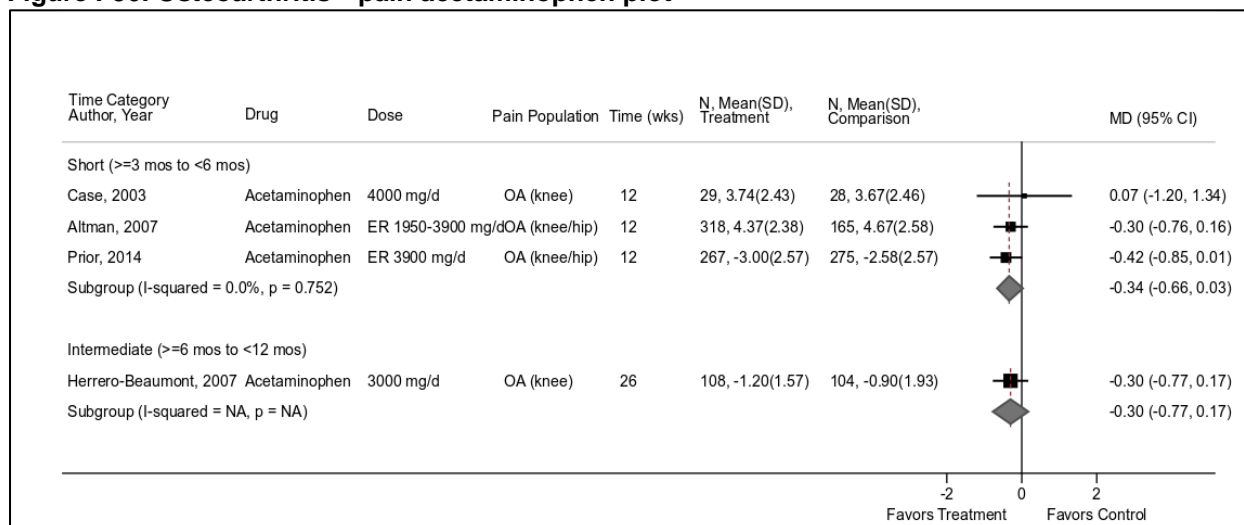 Time Category
Author, Year Drug Dose Pain Population Time (wks) N, Mean(SD), Treatment N, Mean(SD), Comparison MD (95% CI)
Short (>=3 mos to <6 mos)
Case, 2003 Acetaminophen 4000 mg/d OA (knee) 12 29, 3.74(2.43) 28, 3.67(2.46) 0.07 (-1.20, 1.34)
Altman, 2007 Acetaminophen ER 1950-3900 mg/dOA (knee/hip) 12 318, 4.37(2.38) 165, 4.67(2.58) -0.30 (-0.76, 0.16)
Prior, 2014 Acetaminophen ER 3900 mg/d OA (knee/hip) 12 267, -3.00(2.57) 275, -2.58(2.57) -0.42 (-0.85, 0.01)
Subgroup (I-squared = 0.0%, p = 0.752) -0.34 (-0.66, 0.03)
Intermediate (>=6 mos to <12 mos)
Herrero-Beaumont, 2007 Acetaminophen 3000 mg/d OA (knee) 26 108, -1.20(1.57) 104, -0.90(1.93) -0.30 (-0.77, 0.17)
Subgroup (I-squared = NA, p = NA) -0.30 (-0.77, 0.17)
-2 0 2
Favors Treatment Favors Control